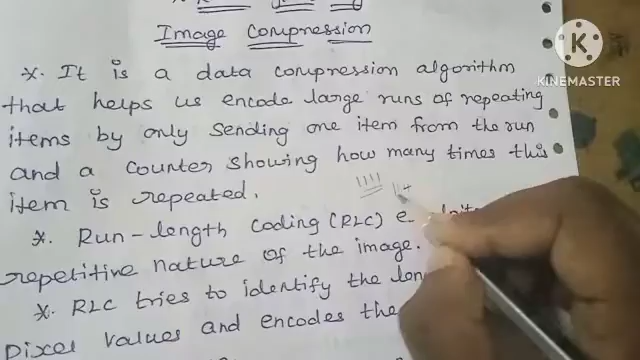 Image Compression
KINEMASTER
*. It is a data compression algorithm
that helps us encode large runs of repeating
items by only sending one item from the run
and a counter showing how many times this
item is repeated.
1111
*. Run-length coding (RLC)
repetitive nature of the image.
*. RLC tries to identify the
pixel values and encodes the